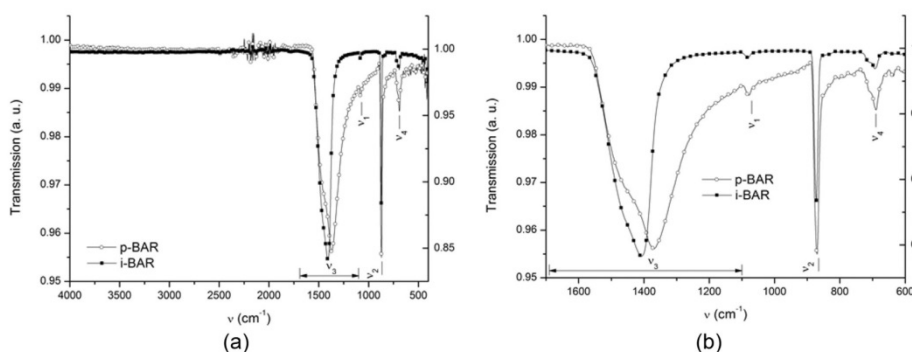 1.00
0.99
0.98
0.97
0.96
0.95
Transmission (a. u.)
1.00
0.95
0.90
0.85
ν₁
ν₄
ν₃
ν₂
p-BAR
i-BAR
4000 3500 3000 2500 2000 1500 1000 500
ν (cm⁻¹)
(a)
1.00
0.99
0.98
0.97
0.96
0.95
Transmission (a. u.)
ν₁
ν₄
ν₃
ν₂
p-BAR
i-BAR
1600 1400 1200 1000 800 600
ν (cm⁻¹)
(b)